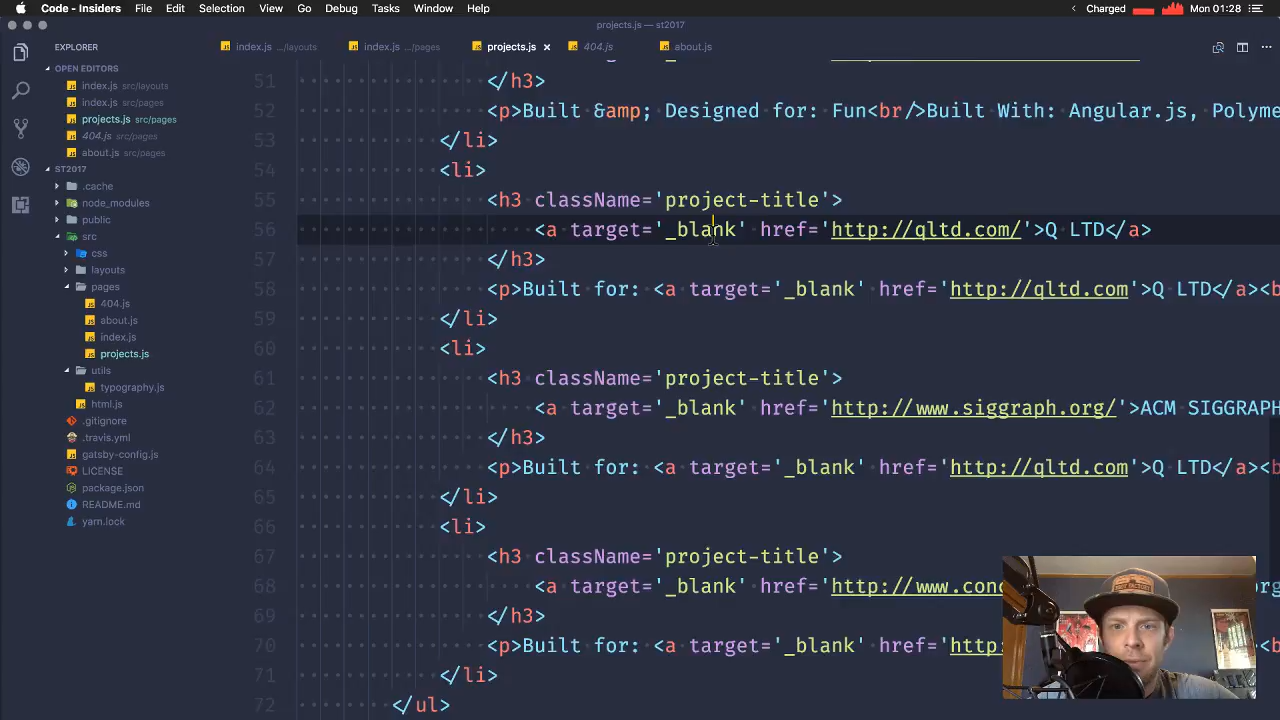 Code - Insiders File Edit Selection View Go Debug Tasks Window Help Charged Mon 01:28
projects.js — st2017
EXPLORER
index.js .../layouts index.js .../pages projects.js × 404.js about.js
OPEN EDITORS
index.js src/layouts
index.js src/pages
projects.js src/pages
404.js src/pages
about.js src/pages
ST2017
.cache
node_modules
public
src
css
layouts
pages
404.js
about.js
index.js
projects.js
utils
typography.js
html.js
.gitignore
.travis.yml
gatsby-config.js
LICENSE
package.json
README.md
yarn.lock
51 </h3>
52 <p>Built &amp; Designed for: Fun<br/>Built With: Angular.js, Polyme
53 </li>
54 <li>
55 <h3 className='project-title'>
56 <a target='_blank' href='http://qltd.com/'>Q LTD</a>
57 </h3>
58 <p>Built for: <a target='_blank' href='http://qltd.com'>Q LTD</a><b
59 </li>
60 <li>
61 <h3 className='project-title'>
62 <a target='_blank' href='http://www.siggraph.org/'>ACM SIGGRAPH
63 </h3>
64 <p>Built for: <a target='_blank' href='http://qltd.com'>Q LTD</a><b
65 </li>
66 <li>
67 <h3 className='project-title'>
68 <a target='_blank' href='http://www.con
69 </h3>
70 <p>Built for: <a target='_blank' href='http:
71 </li>
72 </ul>